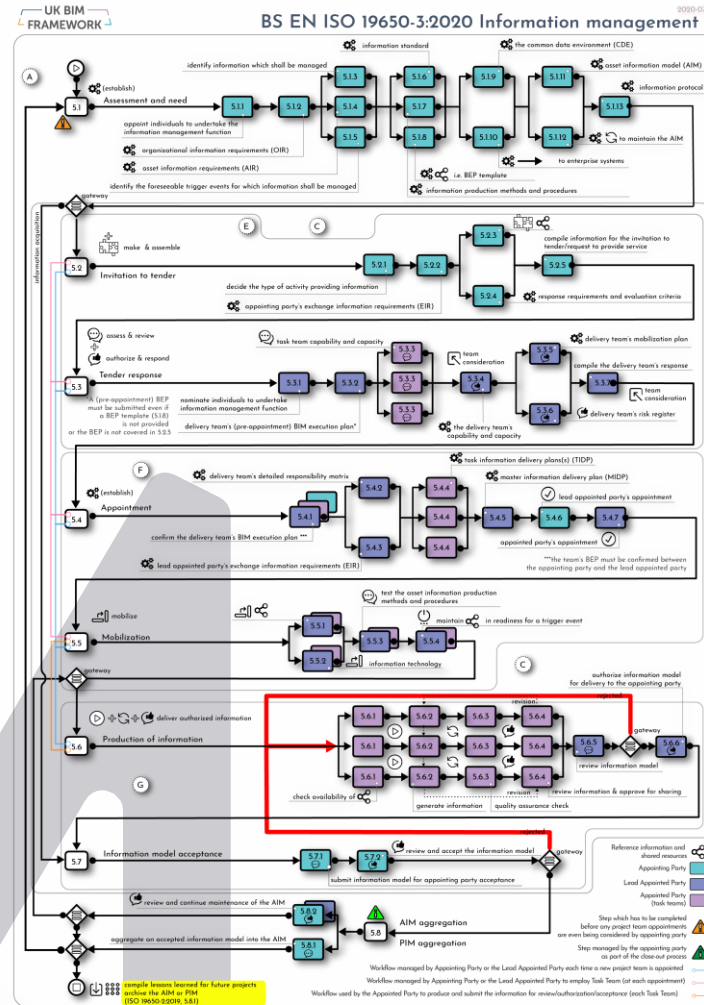 UK BIM
FRAMEWORK
BS EN ISO 19650-3:2020 Information management
A
information standard
the common data environment (CDE)
identify information which shall be managed
asset information model (AIM)
(establish)
5.1
Assessment and need
information protocol
5.1.1
5.1.2
5.1.3
5.1.4
5.1.5
5.1.6
5.1.7
5.1.8
5.1.9
5.1.10
5.1.11
5.1.12
5.1.13
appoint individuals to undertake the
information management function
organizational information requirements (OIR)
to maintain the AIM
to enterprise systems
asset information requirements (AIR)
i.e. BEP template
identify the foreseeable trigger events for which information shall be managed
information production methods and procedures
gateway
information acquisition
E
C
make & assemble
5.2
Invitation to tender
5.2.1
5.2.2
5.2.3
5.2.4
5.2.5
compile information for the invitation to
tender/request to provide service
decide the type of activity providing information
appointing party's exchange information requirements (EIR)
response requirements and evaluation criteria
assess & review
+
authorize & respond
task team capability and capacity
delivery team's mobilization plan
team
consideration
compile the delivery team's response
5.3
Tender response
5.3.1
5.3.2
5.3.3
5.3.3
5.3.3
5.3.4
5.3.5
5.3.6
5.3.7
*A (pre-appointment) BEP
must be submitted even if
a BEP template (5.1.8)
is not provided
or the BEP is not covered in 5.2.5
nominate individuals to undertake
information management function
delivery team's (pre-appointment) BIM execution plan*
the delivery team's
capability and capacity
delivery team's risk register
team
consideration
F
task information delivery plans(s) (TIDP)
delivery team's detailed responsibility matrix
master information delivery plan (MIDP)
(establish)
5.4
Appointment
5.4.1
5.4.2
5.4.3
5.4.4
5.4.4
5.4.4
5.4.5
5.4.6
5.4.7
lead appointed party's appointment
confirm the delivery team's BIM execution plan ***
appointed party's appointment
lead appointed party's exchange information requirements (EIR)
***the team's BEP must be confirmed between
the appointing party and the lead appointed party
test the asset information production
methods and procedures
mobilize
maintain
in readiness for a trigger event
5.5
Mobilization
5.5.1
5.5.2
5.5.3
5.5.4
information technology
C
gateway
authorize information model
for delivery to the appointing party
rejected
revision
gateway
deliver authorized information
5.6
Production of information
5.6.1
5.6.2
5.6.3
5.6.4
5.6.1
5.6.2
5.6.3
5.6.4
5.6.1
5.6.2
5.6.3
5.6.4
5.6.5
5.6.6
review information model
G
check availability of
revision
review information & approve for sharing
generate information
quality assurance check
rejected
gateway
review and accept the information model
5.7
Information model acceptance
5.7.1
5.7.2
submit information model for appointing party acceptance
Reference information and
shared resources
Appointing Party
Lead Appointed Party
Appointed Party
(task teams)
review and continue maintenance of the AIM
5.8.2
AIM aggregation
5.8
PIM aggregation
aggregate an accepted information model into the AIM
5.8.1
Step which has to be completed
before any project team appointments
are even being considered by appointing party
Step managed by the appointing party
as part of the close-out process
compile lessons learned for future projects
archive the AIM or PIM
(ISO 19650-2:2019, 5.8.1)
Workflow managed by Appointing Party or the Lead Appointed Party each time a new project team is appointed
Workflow managed by Appointing Party or the Lead Appointed Party to employ Task Team (at each appointment)
Workflow used by the Appointed Party to produce and submit the information for review/authorization/acceptance (each Task Team)